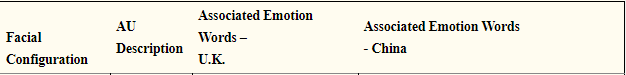 Facial
Configuration
AU
Description
Associated Emotion
Words –
U.K.
Associated Emotion Words
- China